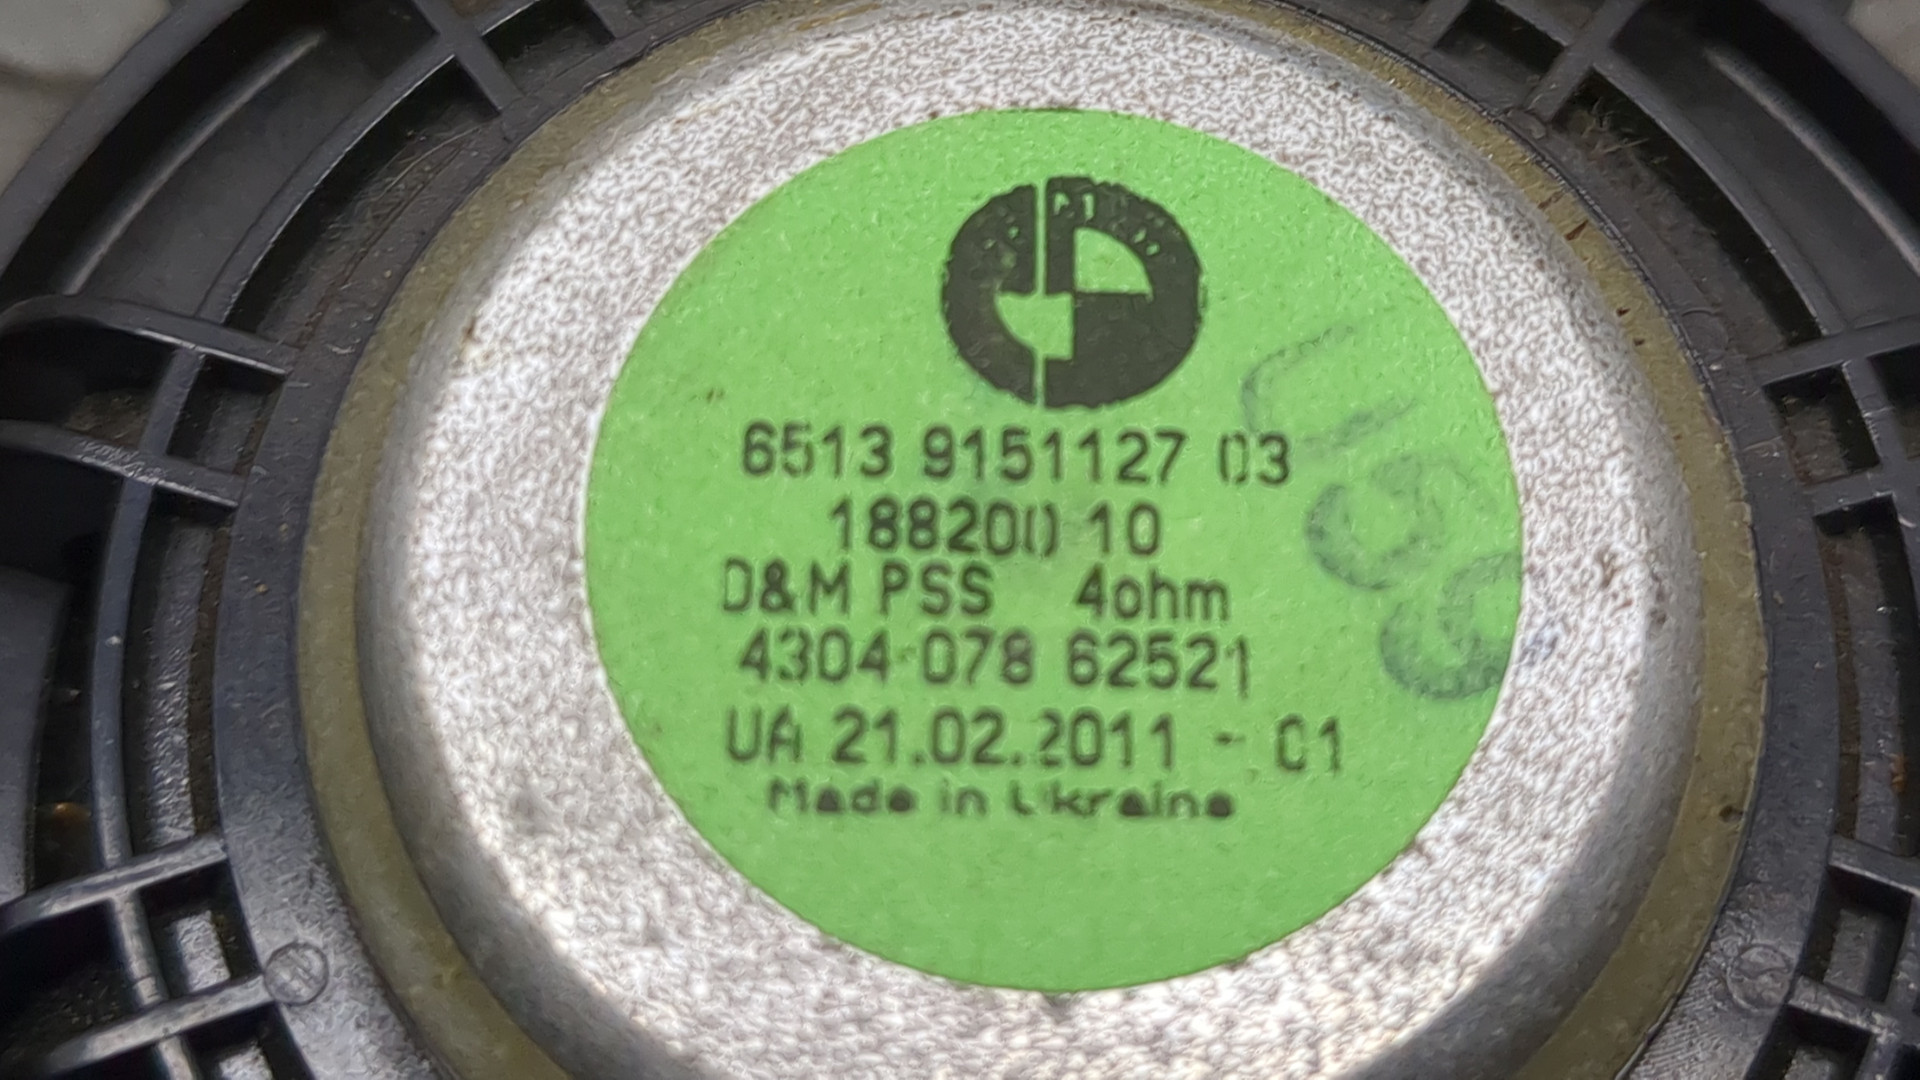 6513 9151127 03
188200 10
D&M PSS 4ohm
4304 078 62521
UA 21.02.2011 - 01
Made in Ukraine